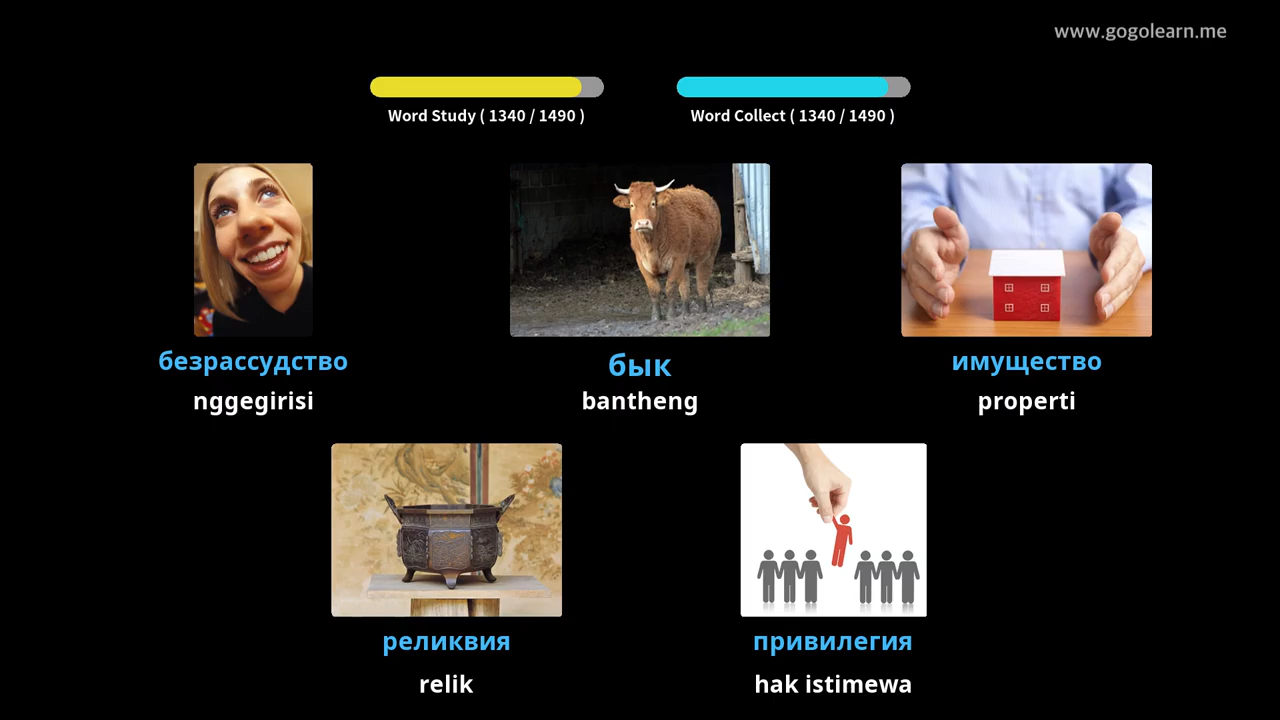 www.gogolearn.me
Word Study ( 1340 / 1490 )
Word Collect ( 1340 / 1490 )
безрассудство
nggegirisi
бык
bantheng
имущество
properti
реликвия
relik
привилегия
hak istimewa